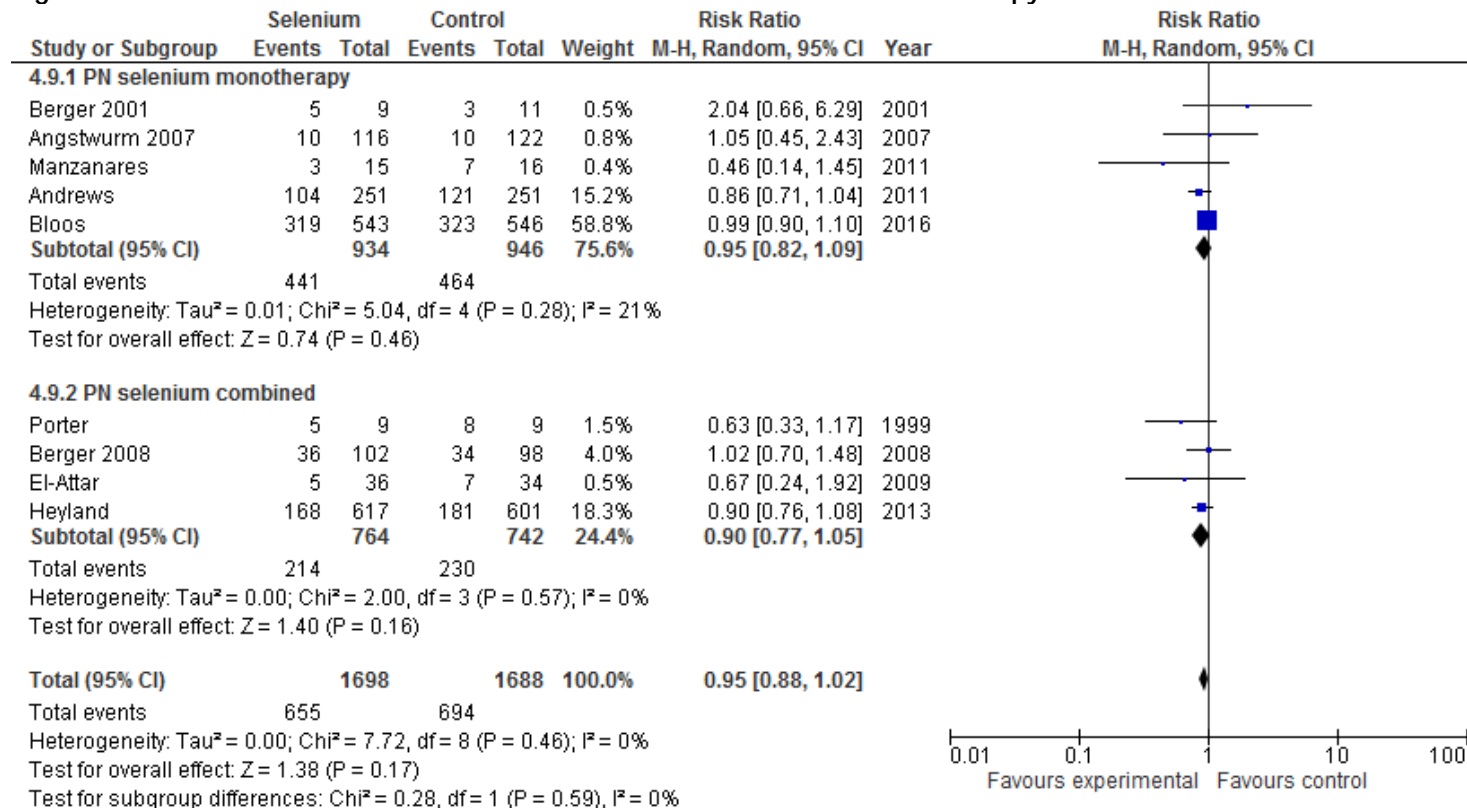 Selenium Control Risk Ratio Risk Ratio
Study or Subgroup Events Total Events Total Weight M-H, Random, 95% CI Year M-H, Random, 95% CI
4.9.1 PN selenium monotherapy
Berger 2001 5 9 3 11 0.5% 2.04 [0.66, 6.29] 2001
Angstwurm 2007 10 116 10 122 0.8% 1.05 [0.45, 2.43] 2007
Manzanares 3 15 7 16 0.4% 0.46 [0.14, 1.45] 2011
Andrews 104 251 121 251 15.2% 0.86 [0.71, 1.04] 2011
Bloos 319 543 323 546 58.8% 0.99 [0.90, 1.10] 2016
Subtotal (95% CI) 934 946 75.6% 0.95 [0.82, 1.09]
Total events 441 464
Heterogeneity: Tau² = 0.01; Chi² = 5.04, df = 4 (P = 0.28); I² = 21%
Test for overall effect: Z = 0.74 (P = 0.46)
4.9.2 PN selenium combined
Porter 5 9 8 9 1.5% 0.63 [0.33, 1.17] 1999
Berger 2008 36 102 34 98 4.0% 1.02 [0.70, 1.48] 2008
El-Attar 5 36 7 34 0.5% 0.67 [0.24, 1.92] 2009
Heyland 168 617 181 601 18.3% 0.90 [0.76, 1.08] 2013
Subtotal (95% CI) 764 742 24.4% 0.90 [0.77, 1.05]
Total events 214 230
Heterogeneity: Tau² = 0.00; Chi² = 2.00, df = 3 (P = 0.57); I² = 0%
Test for overall effect: Z = 1.40 (P = 0.16)
Total (95% CI) 1698 1688 100.0% 0.95 [0.88, 1.02]
Total events 655 694
Heterogeneity: Tau² = 0.00; Chi² = 7.72, df = 8 (P = 0.46); I² = 0%
Test for overall effect: Z = 1.38 (P = 0.17)
Test for subgroup differences: Chi² = 0.28, df = 1 (P = 0.59), I² = 0%
0.01 0.1 1 10 100
Favours experimental Favours control